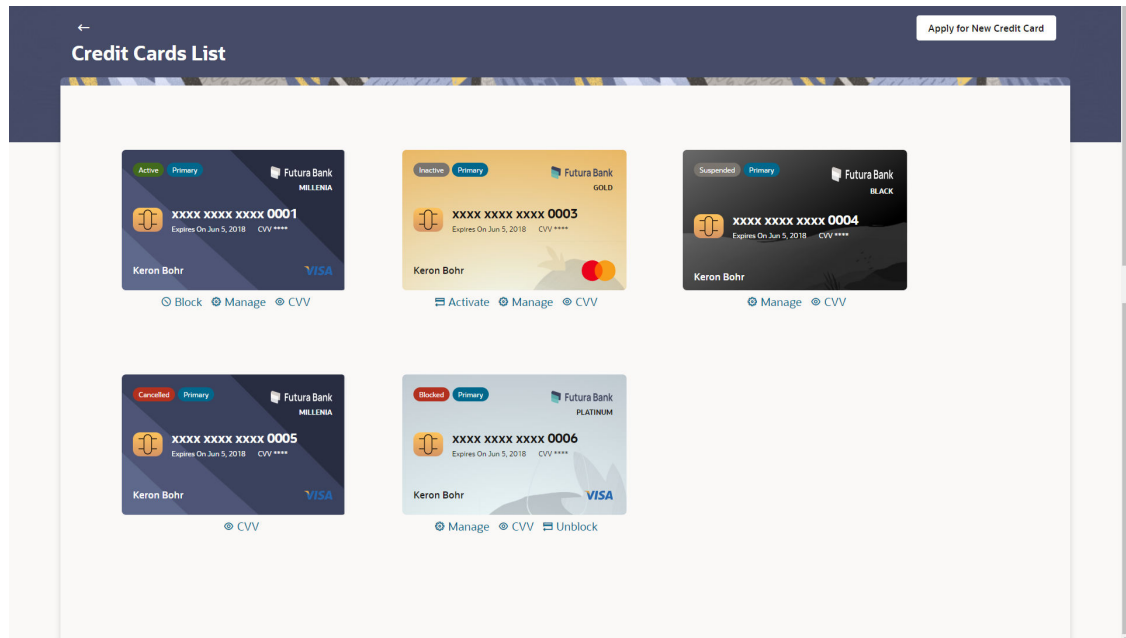 ←
Apply for New Credit Card
Credit Cards List
Active Primary Futura Bank
MILLENIA
xxxx xxxx xxxx 0001
Expires On Jun 5, 2018 CVV ****
Keron Bohr VISA
Block Manage CVV
Inactive Primary Futura Bank
GOLD
xxxx xxxx xxxx 0003
Expires On Jun 5, 2018 CVV ****
Keron Bohr
Activate Manage CVV
Suspended Primary Futura Bank
BLACK
xxxx xxxx xxxx 0004
Expires On Jun 5, 2018 CVV ****
Keron Bohr
Manage CVV
Cancelled Primary Futura Bank
MILLENIA
xxxx xxxx xxxx 0005
Expires On Jun 5, 2018 CVV ****
Keron Bohr VISA
CVV
Blocked Primary Futura Bank
PLATINUM
xxxx xxxx xxxx 0006
Expires On Jun 5, 2018 CVV ****
Keron Bohr VISA
Manage CVV Unblock